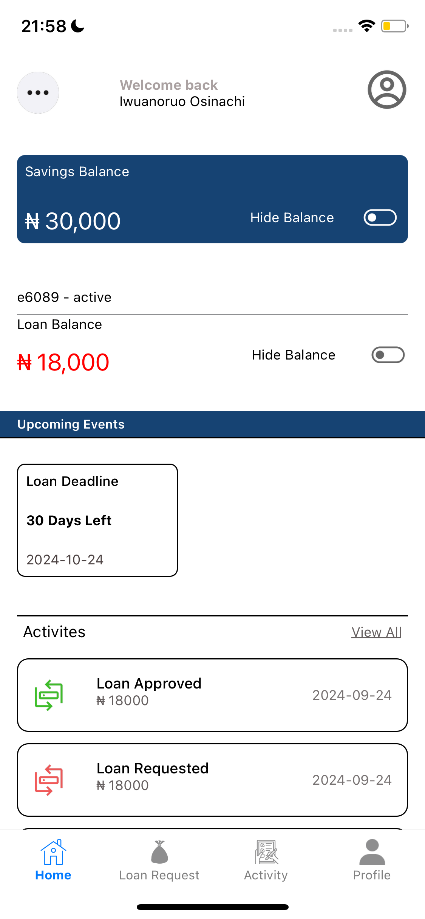 21:58
Welcome back
Iwuanoruo Osinachi
Savings Balance
₦ 30,000
Hide Balance
e6089 - active
Loan Balance
₦ 18,000
Hide Balance
Upcoming Events
Loan Deadline
30 Days Left
2024-10-24
Activites
View All
Loan Approved
₦ 18000
2024-09-24
Loan Requested
₦ 18000
2024-09-24
Home
Loan Request
Activity
Profile